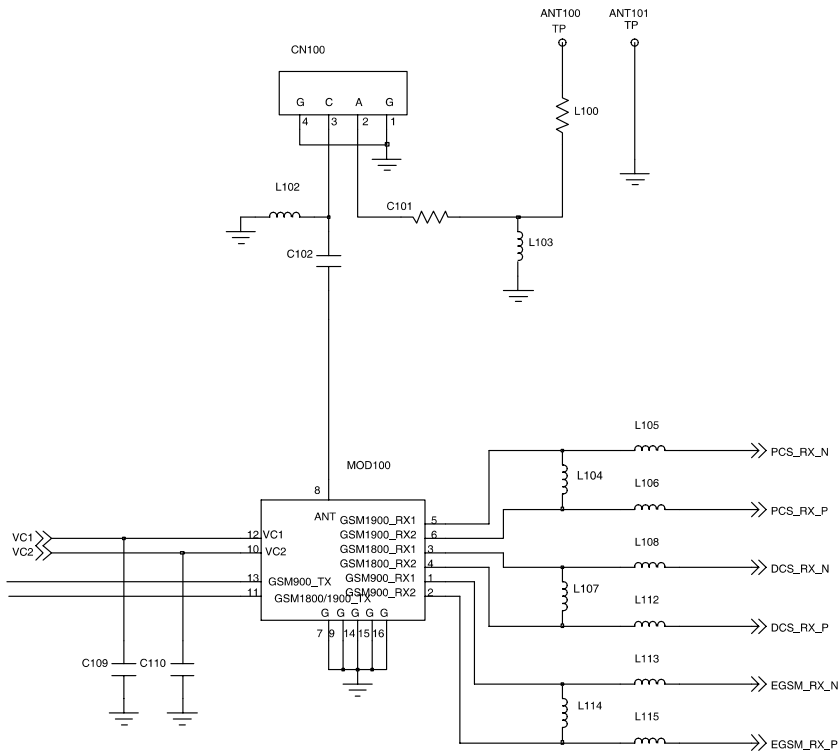 ANT100 ANT101
TP TP
CN100
G C A G
4 3 2 1
L100
L102
C101
L103
C102
L105
PCS_RX_N
MOD100
L104
8
L106
ANT
GSM1900_RX1 5
PCS_RX_P
VC1 12 VC1
GSM1900_RX2 6
VC2 10 VC2
GSM1800_RX1 3
L108
GSM1800_RX2 4
DCS_RX_N
13 GSM900_TX
GSM900_RX1 1
L107
11 GSM1800/1900_TX
GSM900_RX2 2
L112
G G G G G
7 9 14 15 16
DCS_RX_P
C109 C110
L113
EGSM_RX_N
L114
L115
EGSM_RX_P